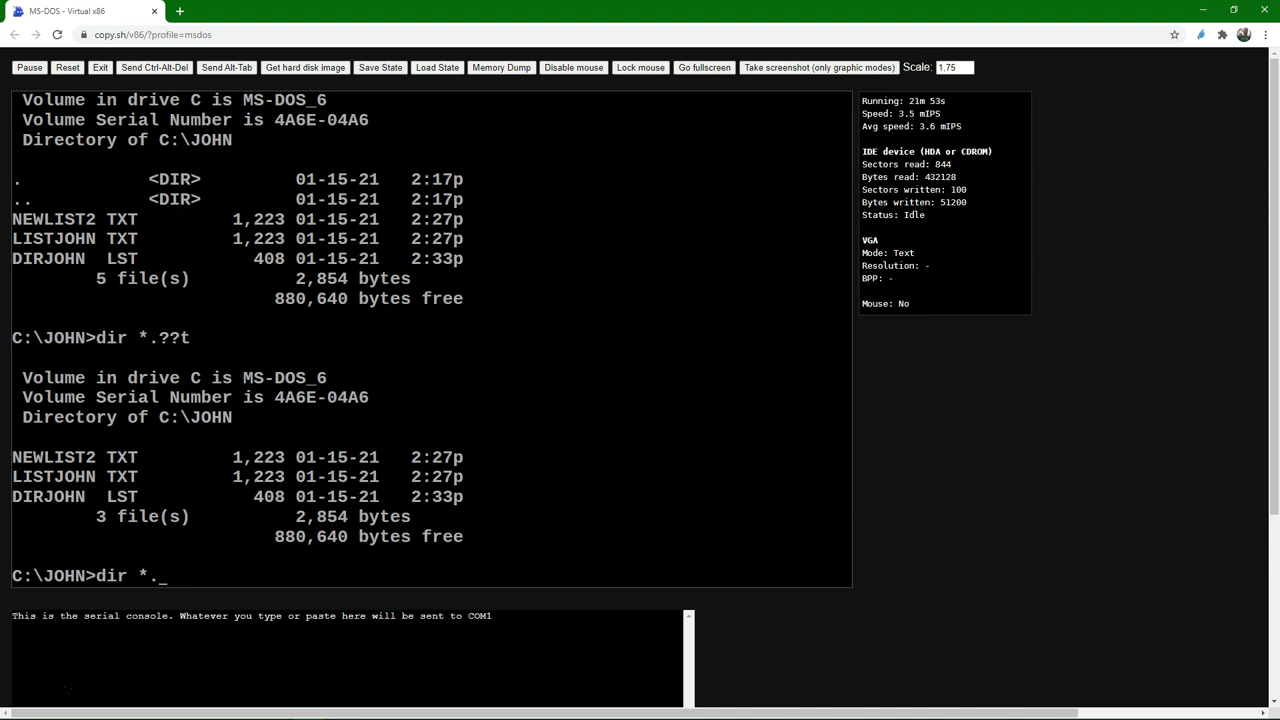 MS-DOS - Virtual x86
copy.sh/v86/?profile=msdos
Pause Reset Exit Send Ctrl-Alt-Del Send Alt-Tab Get hard disk image Save State Load State Memory Dump Disable mouse Lock mouse Go fullscreen Take screenshot (only graphic modes) Scale: 1,75
Volume in drive C is MS-DOS_6
Volume Serial Number is 4A6E-04A6
Directory of C:\JOHN
. <DIR> 01-15-21 2:17p
.. <DIR> 01-15-21 2:17p
NEWLIST2 TXT 1,223 01-15-21 2:27p
LISTJOHN TXT 1,223 01-15-21 2:27p
DIRJOHN LST 408 01-15-21 2:33p
5 file(s) 2,854 bytes
880,640 bytes free
C:\JOHN>dir *.??t
Volume in drive C is MS-DOS_6
Volume Serial Number is 4A6E-04A6
Directory of C:\JOHN
NEWLIST2 TXT 1,223 01-15-21 2:27p
LISTJOHN TXT 1,223 01-15-21 2:27p
DIRJOHN LST 408 01-15-21 2:33p
3 file(s) 2,854 bytes
880,640 bytes free
C:\JOHN>dir *._
Running: 21m 53s
Speed: 3.5 mIPS
Avg speed: 3.6 mIPS
IDE device (HDA or CDROM)
Sectors read: 844
Bytes read: 432128
Sectors written: 100
Bytes written: 51200
Status: Idle
VGA
Mode: Text
Resolution: -
BPP: -
Mouse: No
This is the serial console. Whatever you type or paste here will be sent to COM1